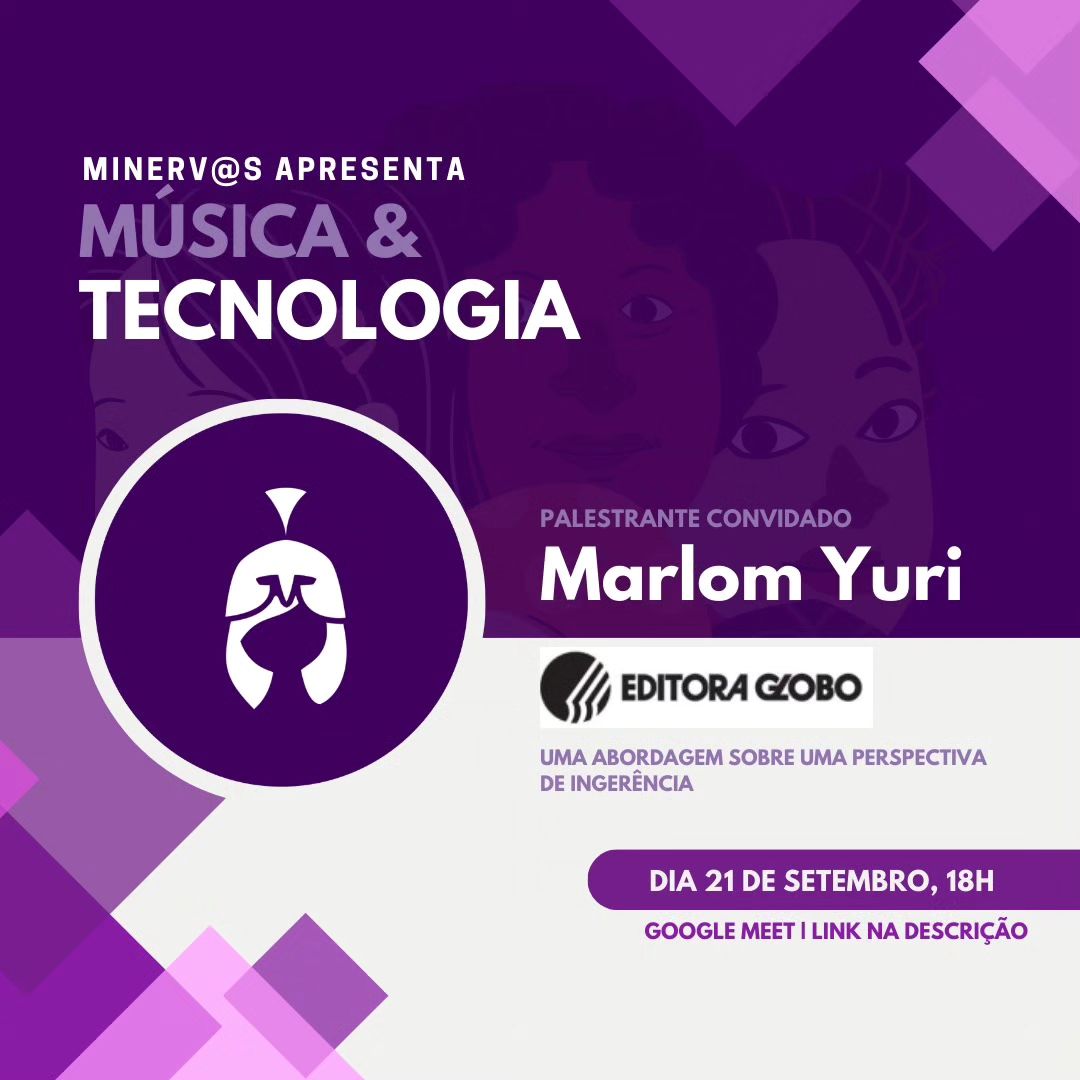 MINERV@S APRESENTA
MÚSICA &
TECNOLOGIA
PALESTRANTE CONVIDADO
Marlom Yuri
EDITORA GLOBO
UMA ABORDAGEM SOBRE UMA PERSPECTIVA
DE INGERÊNCIA
DIA 21 DE SETEMBRO, 18H
GOOGLE MEET | LINK NA DESCRIÇÃO